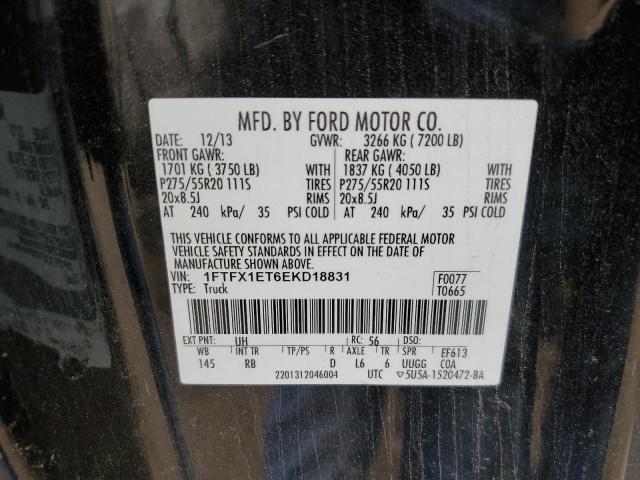 MFD. BY FORD MOTOR CO.
DATE: 12/13 GVWR: 3266 KG ( 7200 LB)
FRONT GAWR: REAR GAWR:
1701 KG ( 3750 LB) WITH 1837 KG ( 4050 LB) WITH
P275/55R20 111S TIRES P275/55R20 111S TIRES
20x8.5J RIMS 20x8.5J RIMS
AT 240 kPa/ 35 PSI COLD AT 240 kPa/ 35 PSI COLD
THIS VEHICLE CONFORMS TO ALL APPLICABLE FEDERAL MOTOR
VEHICLE SAFETY STANDARDS IN EFFECT ON THE DATE OF
MANUFACTURE SHOWN ABOVE.
VIN: 1FTFX1ET6EKD18831 F0077
TYPE: Truck T0665
EXT PNT: UH RC: 56 DSO:
WB INT TR TP/PS R AXLE TR SPR EF613
145 RB D L6 6 UUGG COA
2201312046004 UTC ▽5U5A-1520472-BA